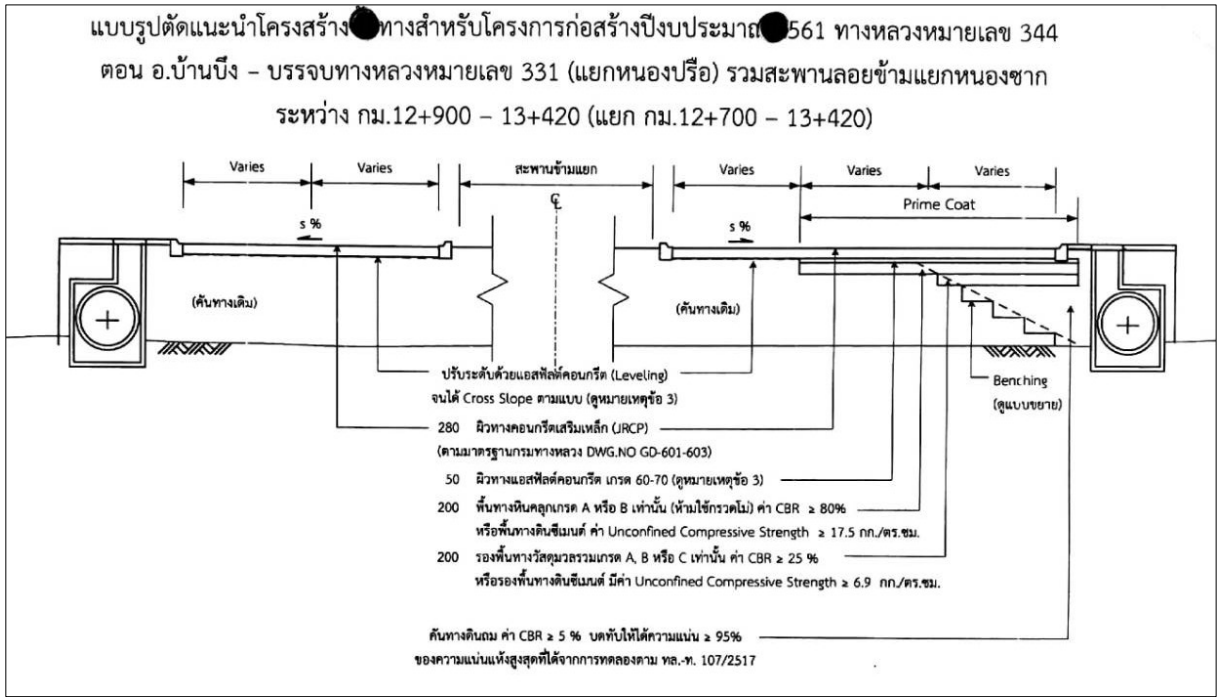 แบบรูปตัดแนะนำโครงสร้าง ทางสำหรับโครงการก่อสร้างปีงบประมาณ 561 ทางหลวงหมายเลข 344
ตอน อ.บ้านบึง – บรรจบทางหลวงหมายเลข 331 (แยกหนองปรือ) รวมสะพานลอยข้ามแยกหนองซาก
ระหว่าง กม.12+900 – 13+420 (แยก กม.12+700 – 13+420)
Varies Varies สะพานข้ามแยก Varies Varies Varies
℄
Prime Coat
s % s %
(คันทางเดิม) (คันทางเดิม)
ปรับระดับด้วยแอสฟัลต์คอนกรีต (Leveling)
จนได้ Cross Slope ตามแบบ (ดูหมายเหตุข้อ 3)
Benching
(ดูแบบขยาย)
280 ผิวทางคอนกรีตเสริมเหล็ก (JRCP)
(ตามมาตรฐานกรมทางหลวง DWG.NO GD-601-603)
50 ผิวทางแอสฟัลต์คอนกรีต เกรด 60-70 (ดูหมายเหตุข้อ 3)
200 พื้นทางหินคลุกเกรด A หรือ B เท่านั้น (ห้ามใช้กรวดโม่) ค่า CBR ≥ 80%
หรือพื้นทางดินซีเมนต์ ค่า Unconfined Compressive Strength ≥ 17.5 กก./ตร.ซม.
200 รองพื้นทางวัสดุมวลรวมเกรด A, B หรือ C เท่านั้น ค่า CBR ≥ 25 %
หรือรองพื้นทางดินซีเมนต์ มีค่า Unconfined Compressive Strength ≥ 6.9 กก./ตร.ซม.
คันทางดินถม ค่า CBR ≥ 5 % บดทับให้ได้ความแน่น ≥ 95%
ของความแน่นแห้งสูงสุดที่ได้จากการทดลองตาม ทล.-ท. 107/2517